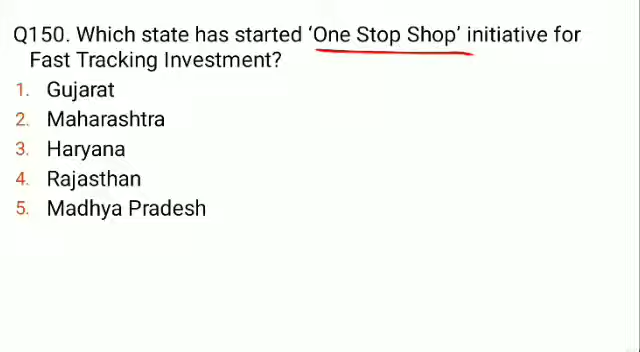 Q150. Which state has started ‘One Stop Shop’ initiative for
Fast Tracking Investment?
1. Gujarat
2. Maharashtra
3. Haryana
4. Rajasthan
5. Madhya Pradesh